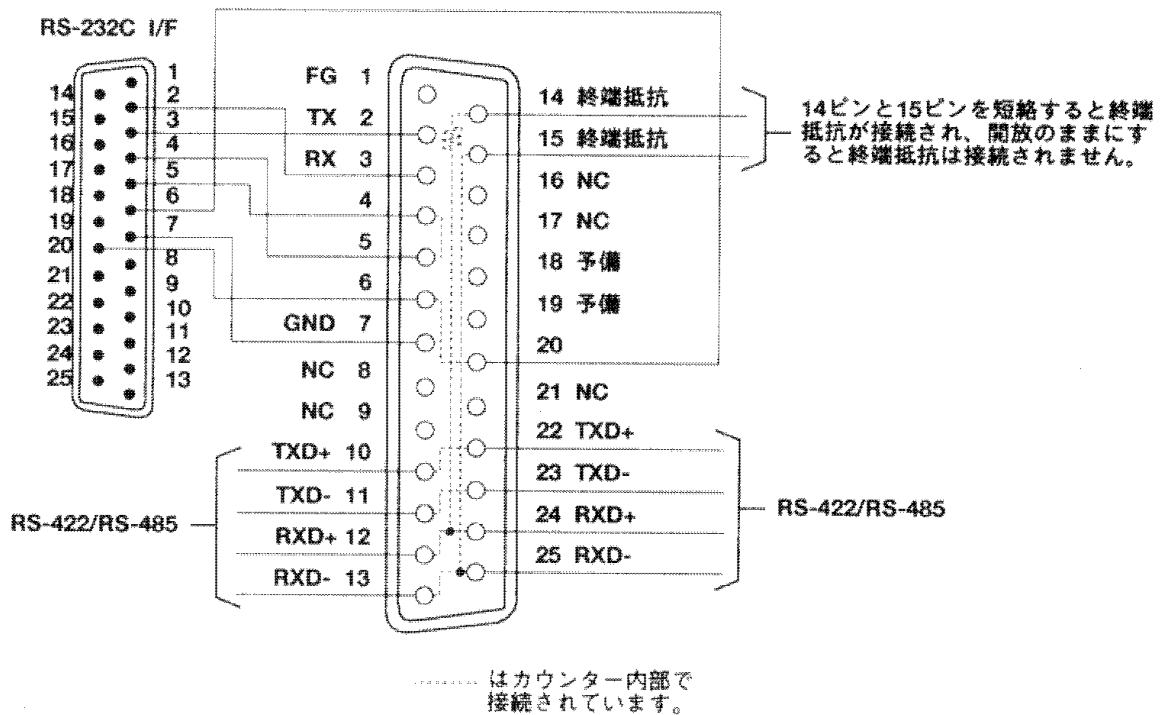 RS-232C I/F
1
2
3
4
5
6
7
8
9
10
11
12
13
14
15
16
17
18
19
20
21
22
23
24
25
FG 1
TX 2
RX 3
4
5
6
GND 7
NC 8
NC 9
TXD+ 10
TXD- 11
RXD+ 12
RXD- 13
RS-422/RS-485
14 終端抵抗
15 終端抵抗
16 NC
17 NC
18 予備
19 予備
20
21 NC
22 TXD+
23 TXD-
24 RXD+
25 RXD-
14ピンと15ピンを短絡すると終端
抵抗が接続され、開放のままにす
ると終端抵抗は接続されません。
RS-422/RS-485
はカウンター内部で
接続されています。